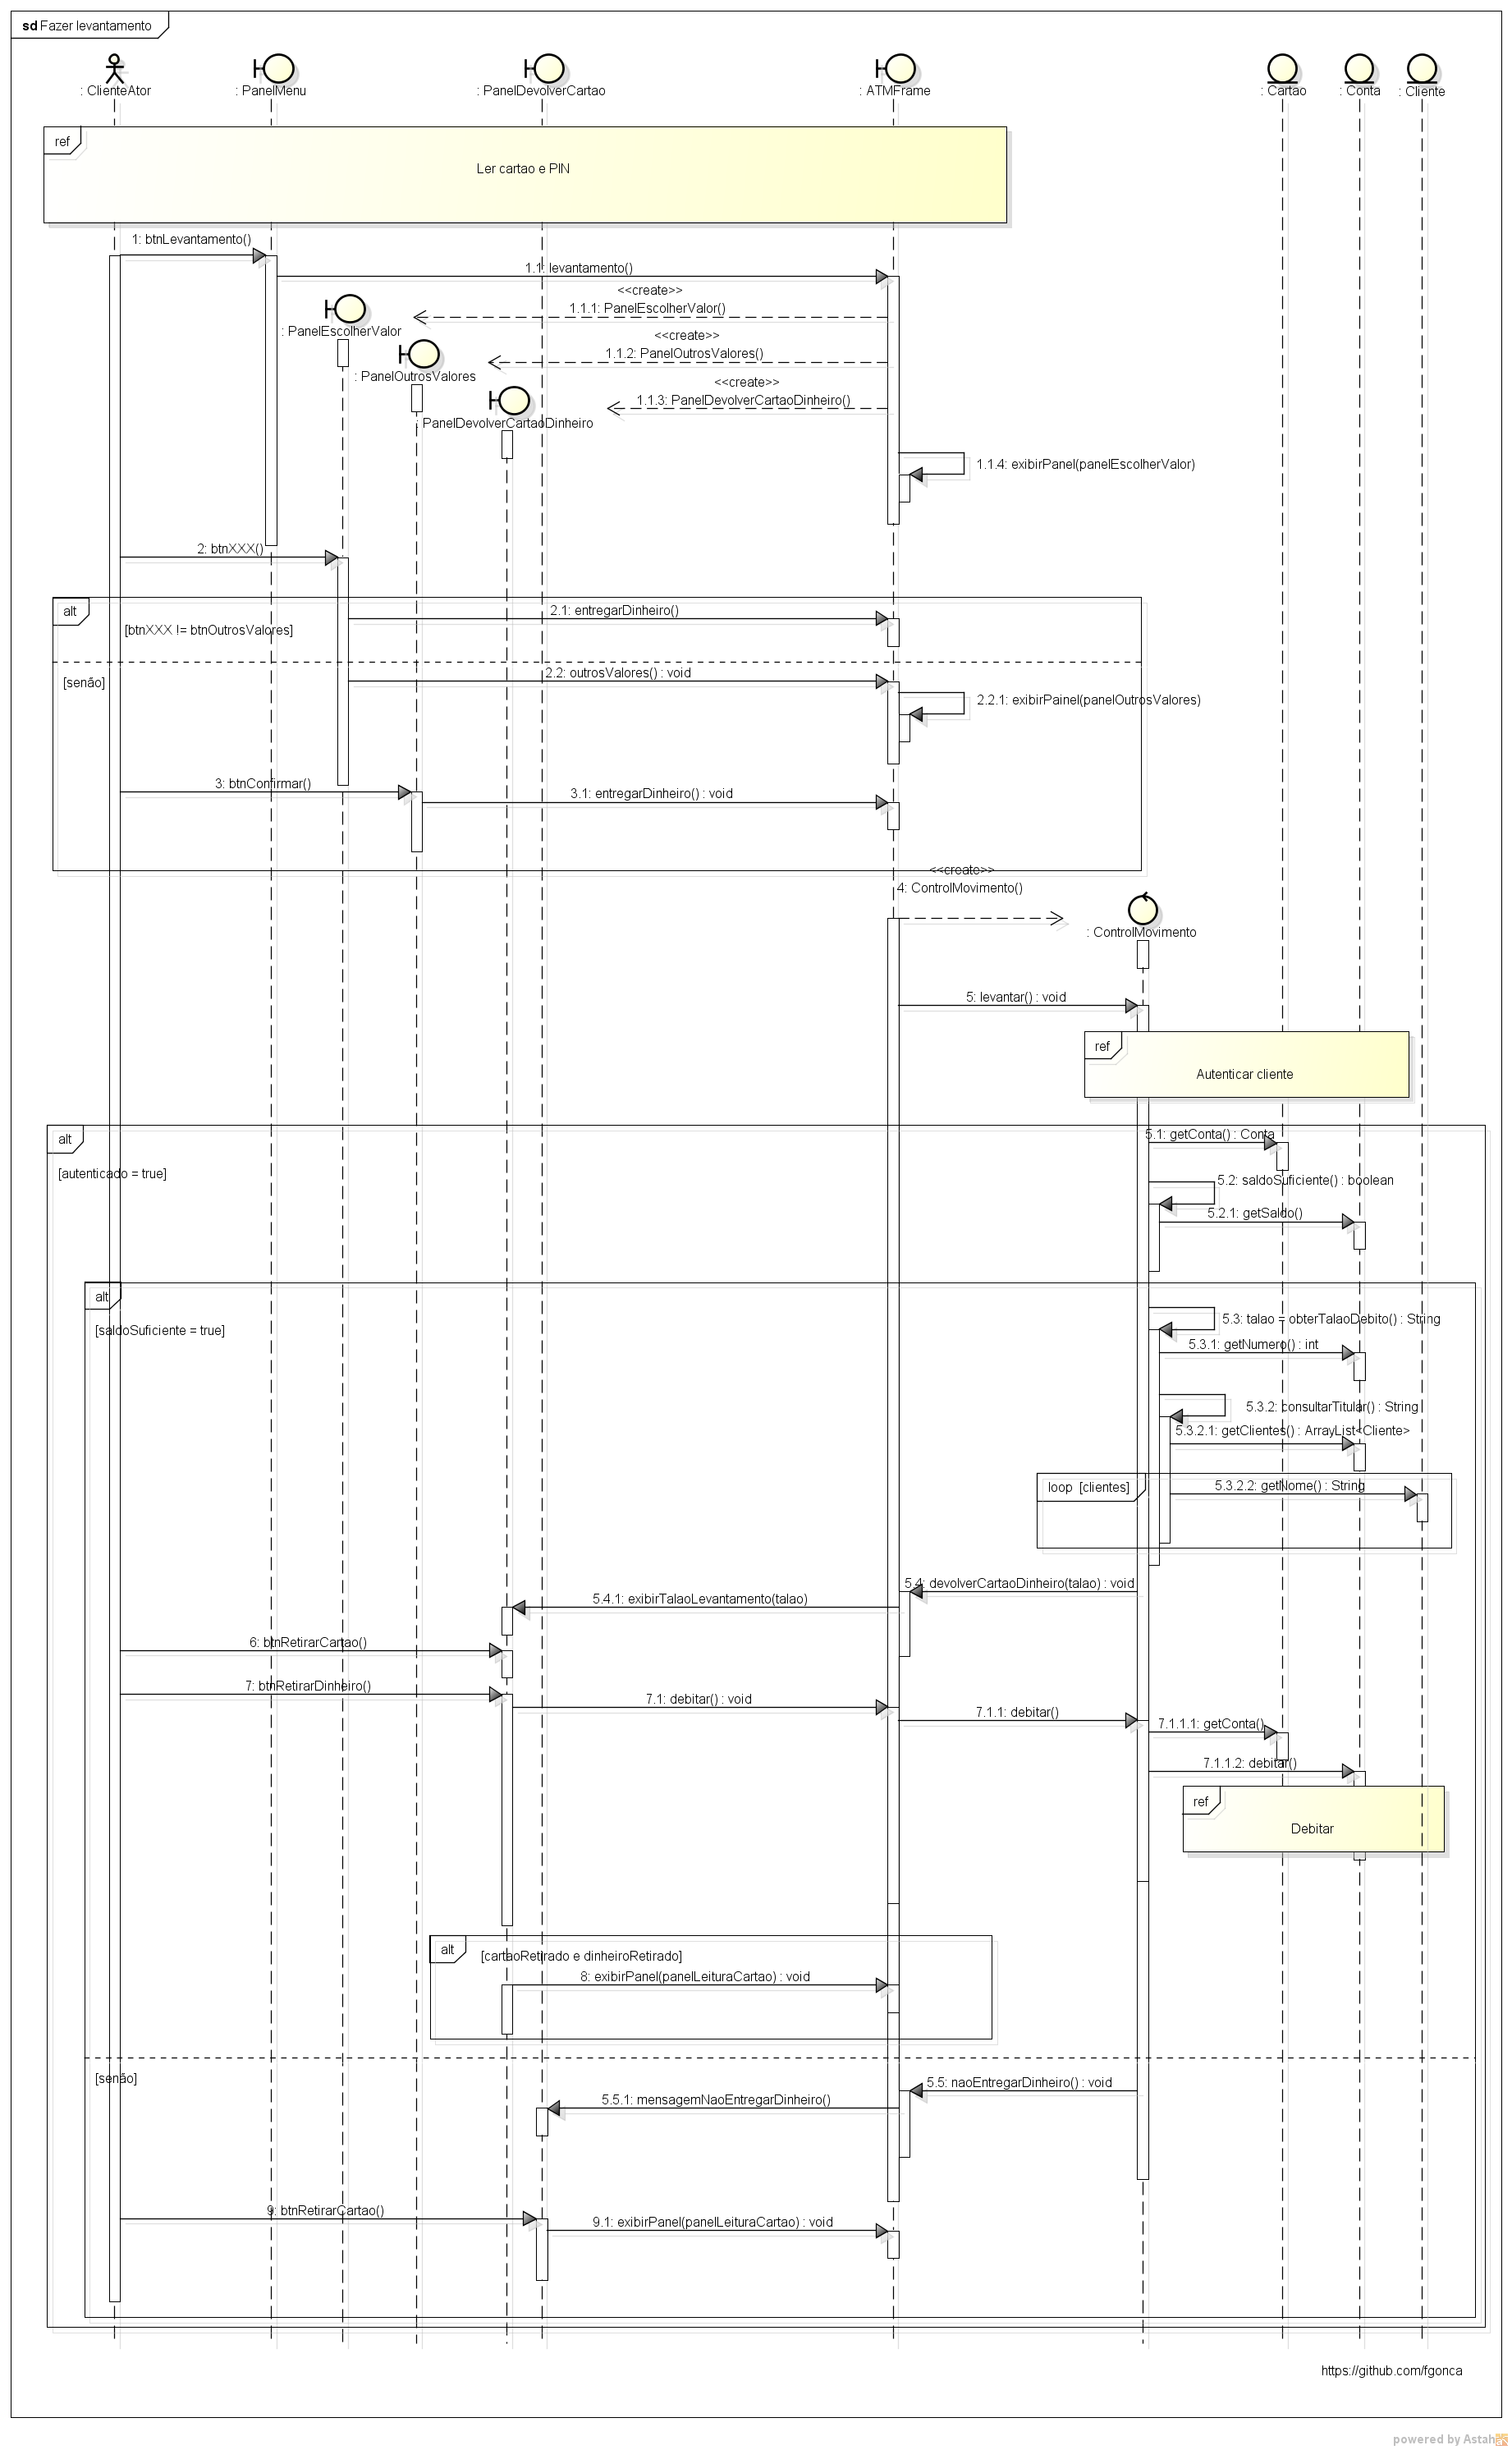 sd Fazer levantamento
: ClienteAtor
: PanelMenu
: PanelDevolverCartao
: ATMFrame
: Cartao
: Conta
: Cliente
ref
Ler cartao e PIN
1: btnLevantamento()
1.1: levantamento()
<<create>>
1.1.1: PanelEscolherValor()
: PanelEscolherValor
<<create>>
1.1.2: PanelOutrosValores()
: PanelOutrosValores
<<create>>
1.1.3: PanelDevolverCartaoDinheiro()
: PanelDevolverCartaoDinheiro
1.1.4: exibirPanel(panelEscolherValor)
2: btnXXX()
alt
2.1: entregarDinheiro()
[btnXXX != btnOutrosValores]
2.2: outrosValores() : void
[senão]
2.2.1: exibirPainel(panelOutrosValores)
3: btnConfirmar()
3.1: entregarDinheiro() : void
<<create>>
4: ControlMovimento()
: ControlMovimento
5: levantar() : void
ref
Autenticar cliente
alt
5.1: getConta() : Conta
[autenticado = true]
5.2: saldoSuficiente() : boolean
5.2.1: getSaldo()
alt
[saldoSuficiente = true]
5.3: talao = obterTalaoDebito() : String
5.3.1: getNumero() : int
5.3.2: consultarTitular() : String
5.3.2.1: getClientes() : ArrayList<Cliente>
loop [clientes]
5.3.2.2: getNome() : String
5.4: devolverCartaoDinheiro(talao) : void
5.4.1: exibirTalaoLevantamento(talao)
6: btnRetirarCartao()
7: btnRetirarDinheiro()
7.1: debitar() : void
7.1.1: debitar()
7.1.1.1: getConta()
7.1.1.2: debitar()
ref
Debitar
alt
[cartaoRetirado e dinheiroRetirado]
8: exibirPanel(panelLeituraCartao) : void
[senão]
5.5: naoEntregarDinheiro() : void
5.5.1: mensagemNaoEntregarDinheiro()
9: btnRetirarCartao()
9.1: exibirPanel(panelLeituraCartao) : void
https://github.com/fgonca
powered by Astah